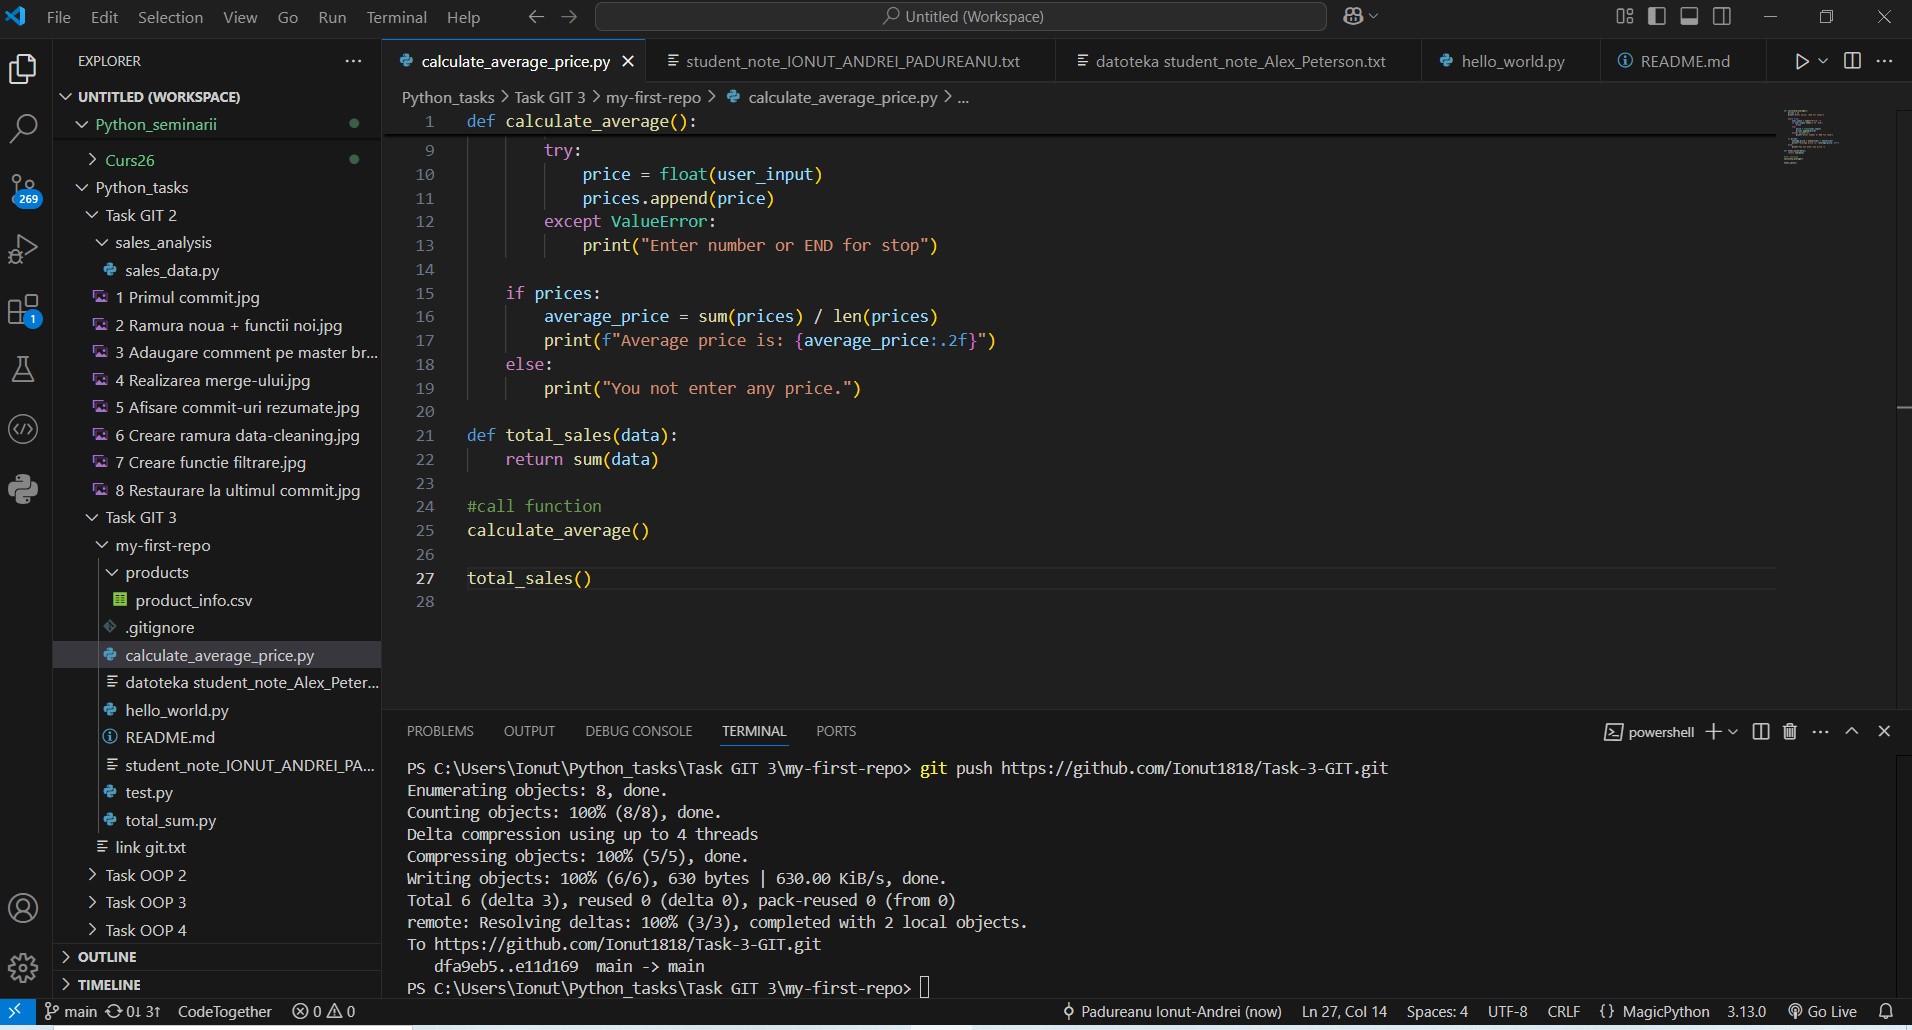 File Edit Selection View Go Run Terminal Help
Untitled (Workspace)
EXPLORER
UNTITLED (WORKSPACE)
Python_seminarii
Curs26
Python_tasks
Task GIT 2
sales_analysis
sales_data.py
1 Primul commit.jpg
2 Ramura noua + functii noi.jpg
3 Adaugare comment pe master br...
4 Realizarea merge-ului.jpg
5 Afisare commit-uri rezumate.jpg
6 Creare ramura data-cleaning.jpg
7 Creare functie filtrare.jpg
8 Restaurare la ultimul commit.jpg
Task GIT 3
my-first-repo
products
product_info.csv
.gitignore
calculate_average_price.py
datoteka student_note_Alex_Peter...
hello_world.py
README.md
student_note_IONUT_ANDREI_PA...
test.py
total_sum.py
link git.txt
Task OOP 2
Task OOP 3
Task OOP 4
OUTLINE
TIMELINE
269
1
calculate_average_price.py student_note_IONUT_ANDREI_PADUREANU.txt datoteka student_note_Alex_Peterson.txt hello_world.py README.md
Python_tasks > Task GIT 3 > my-first-repo > calculate_average_price.py > ...
1 def calculate_average():
9 try:
10 price = float(user_input)
11 prices.append(price)
12 except ValueError:
13 print("Enter number or END for stop")
14
15 if prices:
16 average_price = sum(prices) / len(prices)
17 print(f"Average price is: {average_price:.2f}")
18 else:
19 print("You not enter any price.")
20
21 def total_sales(data):
22 return sum(data)
23
24 #call function
25 calculate_average()
26
27 total_sales()
28
PROBLEMS OUTPUT DEBUG CONSOLE TERMINAL PORTS
powershell
PS C:\Users\Ionut\Python_tasks\Task GIT 3\my-first-repo> git push https://github.com/Ionut1818/Task-3-GIT.git
Enumerating objects: 8, done.
Counting objects: 100% (8/8), done.
Delta compression using up to 4 threads
Compressing objects: 100% (5/5), done.
Writing objects: 100% (6/6), 630 bytes | 630.00 KiB/s, done.
Total 6 (delta 3), reused 0 (delta 0), pack-reused 0 (from 0)
remote: Resolving deltas: 100% (3/3), completed with 2 local objects.
To https://github.com/Ionut1818/Task-3-GIT.git
dfa9eb5..e11d169 main -> main
PS C:\Users\Ionut\Python_tasks\Task GIT 3\my-first-repo>
main 0↓ 3↑ CodeTogether 0 0 Padureanu Ionut-Andrei (now) Ln 27, Col 14 Spaces: 4 UTF-8 CRLF {} MagicPython 3.13.0 Go Live